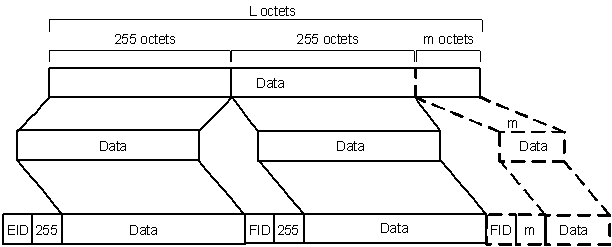 L octets
255 octets 255 octets m octets
Data
m
Data Data Data
EID 255 Data FID 255 Data FID m Data